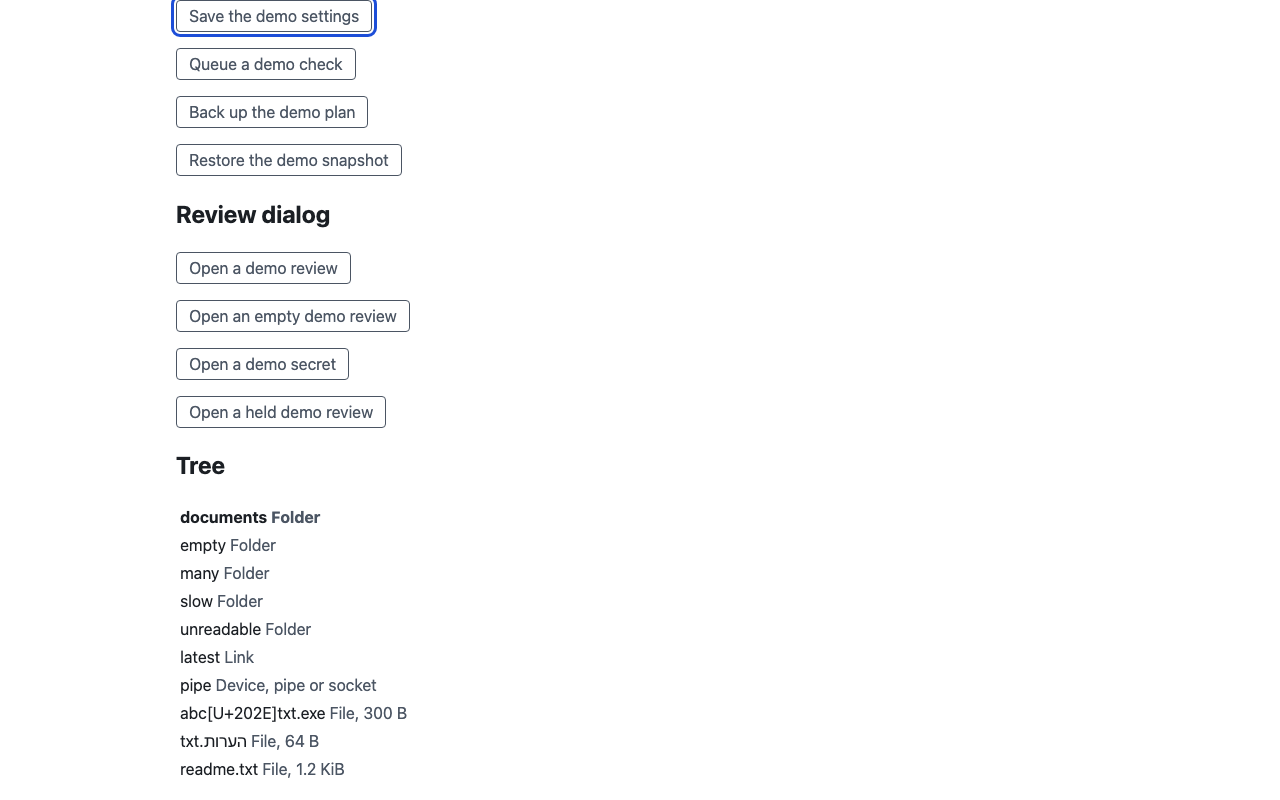 Save the demo settings
Queue a demo check
Back up the demo plan
Restore the demo snapshot
Review dialog
Open a demo review
Open an empty demo review
Open a demo secret
Open a held demo review
Tree
documents Folder
empty Folder
many Folder
slow Folder
unreadable Folder
latest Link
pipe Device, pipe or socket
abc[U+202E]txt.exe File, 300 B
הערות.txt File, 64 B
readme.txt File, 1.2 KiB